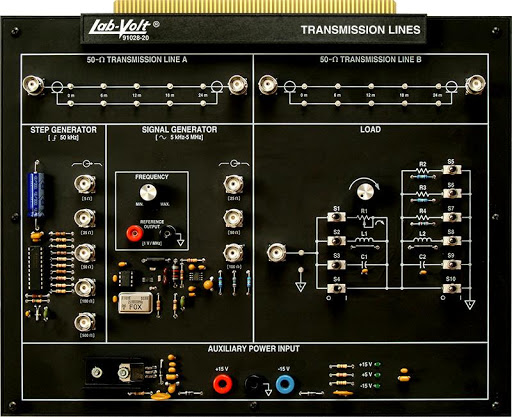 Lab-Volt ®
91028-20
TRANSMISSION LINES
50-Ω TRANSMISSION LINE A
50-Ω TRANSMISSION LINE B
0 m 6 m 12 m 18 m 24 m
0 m 6 m 12 m 18 m 24 m
STEP GENERATOR
[ 50 kHz]
SIGNAL GENERATOR
[ 5 kHz-5 MHz]
LOAD
FREQUENCY
MIN. MAX.
REFERENCE
OUTPUT
(1 V / MHz)
[5 Ω]
[25 Ω]
[50 Ω]
[100 Ω]
[500 Ω]
[25 Ω]
[50 Ω]
[100 Ω]
FOX
S1 R1
S2 L1
S3 C1
S4
O I
R2 S5
R3 S6
R4 S7
L2 S8
C2 S9
S10
O I
AUXILIARY POWER INPUT
+15 V
-15 V
+15 V
+5 V
-15 V